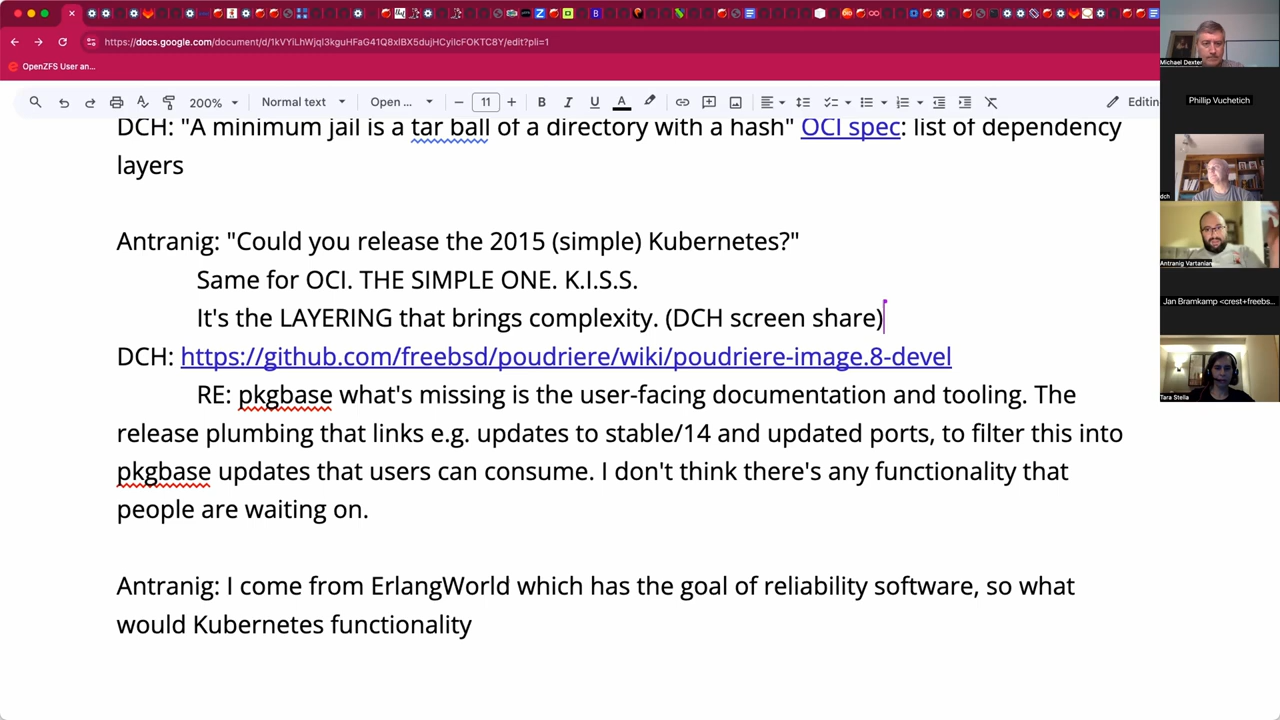 https://docs.google.com/document/d/1kVYiLhWjqI3kguHFaG41Q8xIBX5dujHCyiIcFOKTC8Y/edit?pli=1
OpenZFS User an...
200%
Normal text
Open ...
11
Editin
DCH: "A minimum jail is a tar ball of a directory with a hash" OCI spec: list of dependency
layers
Antranig: "Could you release the 2015 (simple) Kubernetes?"
Same for OCI. THE SIMPLE ONE. K.I.S.S.
It's the LAYERING that brings complexity. (DCH screen share)
DCH: https://github.com/freebsd/poudriere/wiki/poudriere-image.8-devel
RE: pkgbase what's missing is the user-facing documentation and tooling. The
release plumbing that links e.g. updates to stable/14 and updated ports, to filter this into
pkgbase updates that users can consume. I don't think there's any functionality that
people are waiting on.
Antranig: I come from ErlangWorld which has the goal of reliability software, so what
would Kubernetes functionality
Michael Dexter
Phillip Vuchetich
dch
Antranig Vartanian
Jan Bramkamp <crest+freebs...
Tara Stella